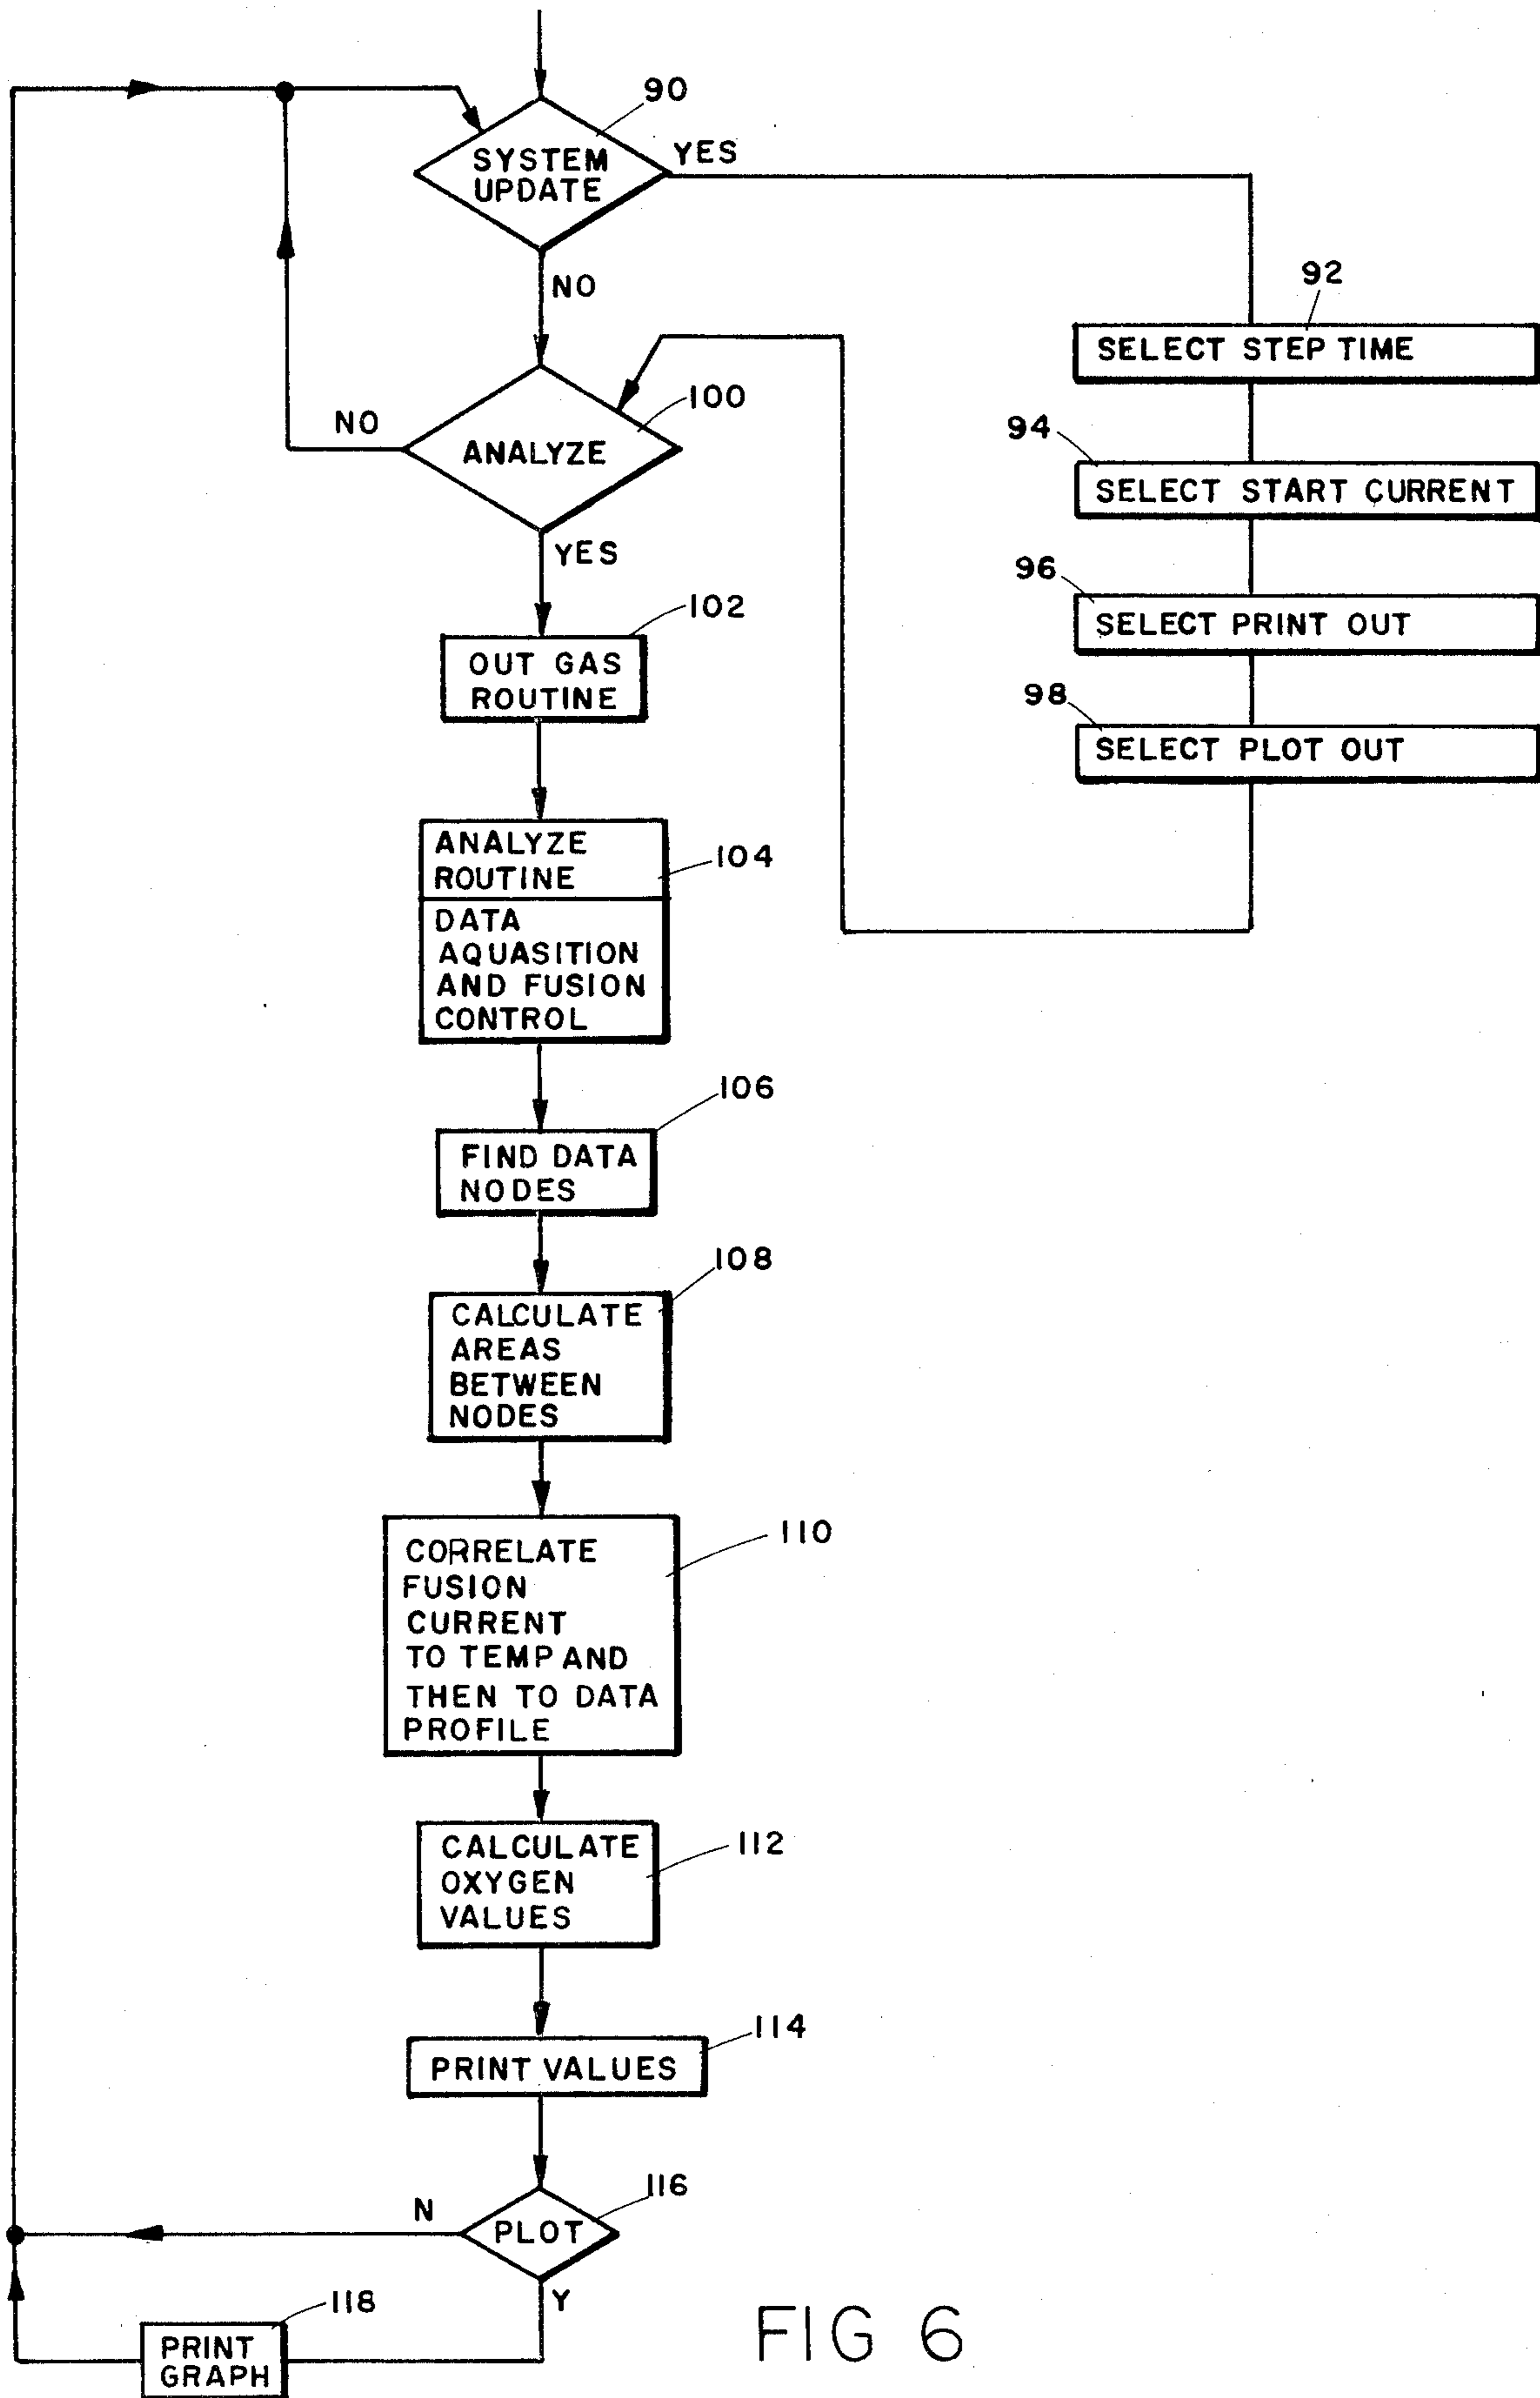 90
SYSTEM
UPDATE
YES
NO
92
SELECT STEP TIME
94
SELECT START CURRENT
96
SELECT PRINT OUT
98
SELECT PLOT OUT
100
ANALYZE
NO
YES
102
OUT GAS
ROUTINE
104
ANALYZE
ROUTINE
DATA
AQUASITION
AND FUSION
CONTROL
106
FIND DATA
NODES
108
CALCULATE
AREAS
BETWEEN
NODES
110
CORRELATE
FUSION
CURRENT
TO TEMP AND
THEN TO DATA
PROFILE
112
CALCULATE
OXYGEN
VALUES
114
PRINT VALUES
116
PLOT
N
Y
118
PRINT
GRAPH
FIG 6